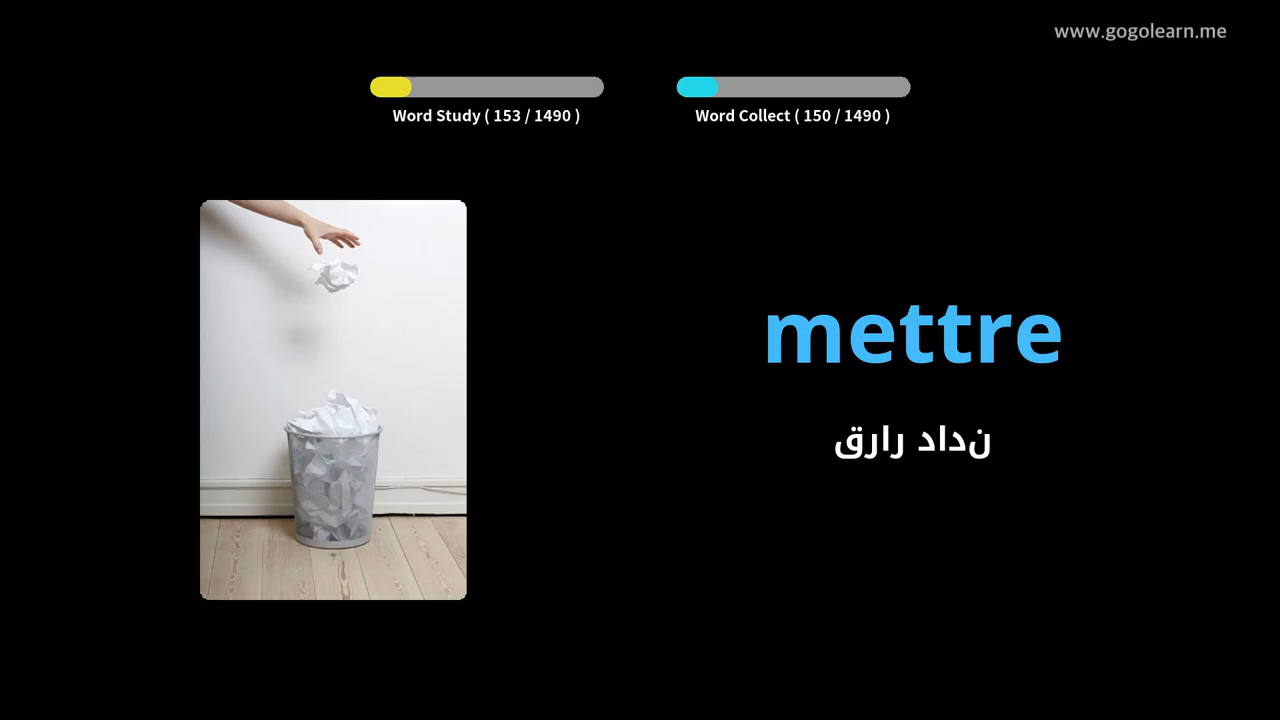 www.gogolearn.me
Word Study ( 153 / 1490 )
Word Collect ( 150 / 1490 )
mettre
قرار دادن